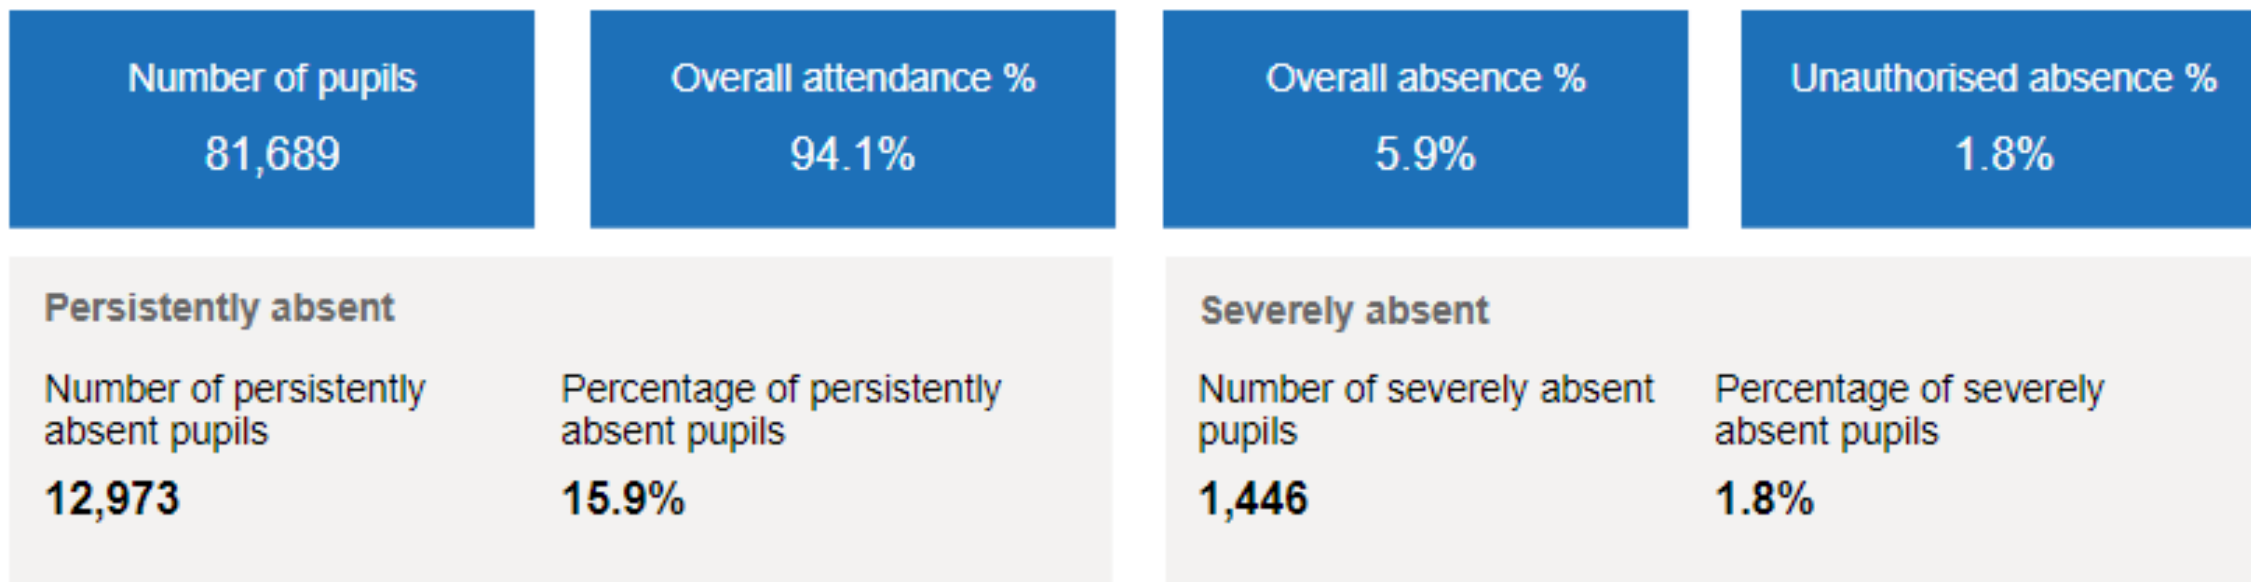 Number of pupils
81,689
Overall attendance %
94.1%
Overall absence %
5.9%
Unauthorised absence %
1.8%
Persistently absent
Number of persistently
absent pupils
12,973
Percentage of persistently
absent pupils
15.9%
Severely absent
Number of severely absent
pupils
1,446
Percentage of severely
absent pupils
1.8%